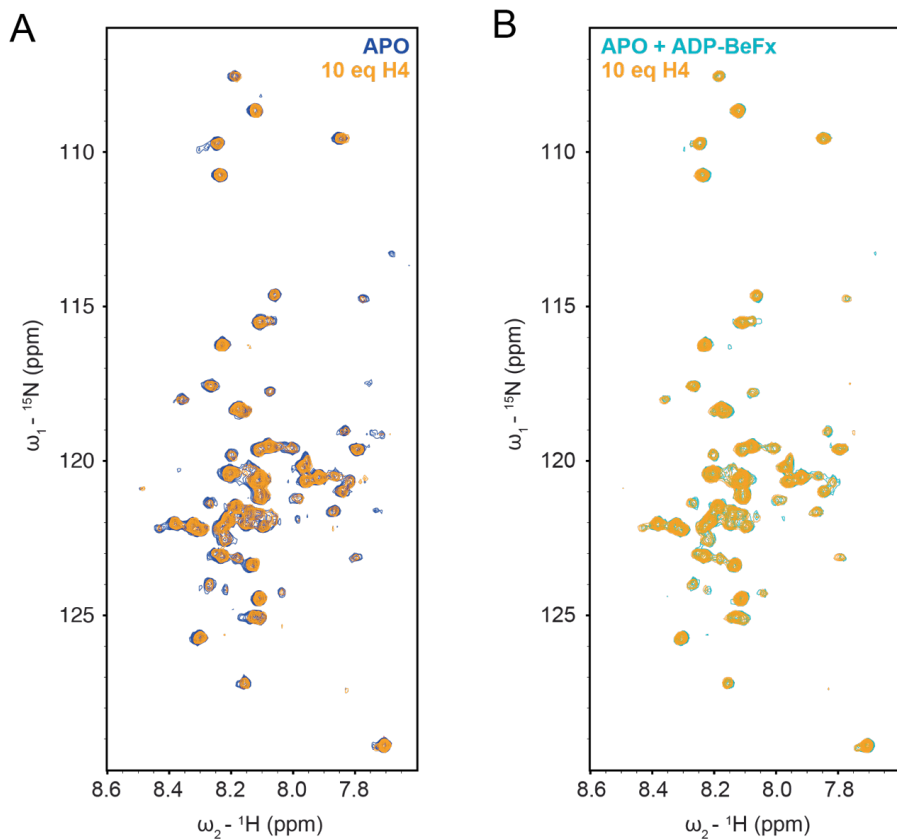 A
APO
10 eq H4
110
115
120
125
ω1 - 15N (ppm)
8.6 8.4 8.2 8.0 7.8
ω2 - 1H (ppm)
B
APO + ADP-BeFx
10 eq H4
110
115
120
125
ω1 - 15N (ppm)
8.6 8.4 8.2 8.0 7.8
ω2 - 1H (ppm)